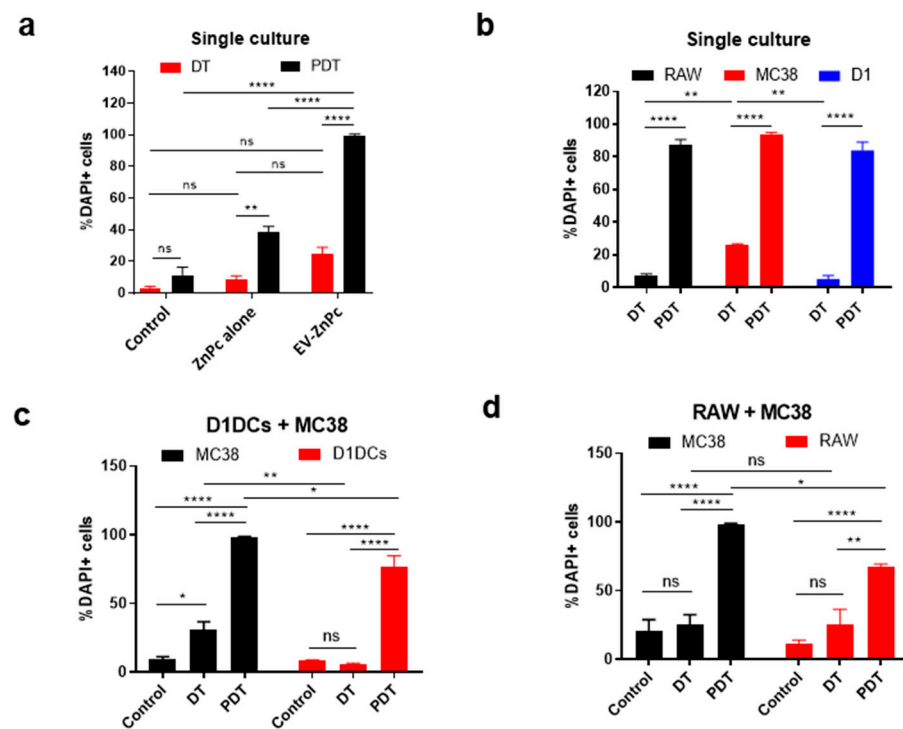 a
Single culture
DT PDT
%DAPI+ cells
140
120
100
80
60
40
20
0
****
****
****
ns
ns
ns
**
ns
Control
ZnPc alone
EV-ZnPc
b
Single culture
RAW MC38 D1
%DAPI+ cells
140
120
100
80
60
40
20
0
** **
**** **** ****
DT PDT DT PDT DT PDT
c
D1DCs + MC38
MC38 D1DCs
%DAPI+ cells
150
100
50
0
**
*
****
****
****
****
*
ns
Control DT PDT Control DT PDT
d
RAW + MC38
MC38 RAW
%DAPI+ cells
150
100
50
0
ns
*
****
****
****
**
ns
ns
Control DT PDT Control DT PDT